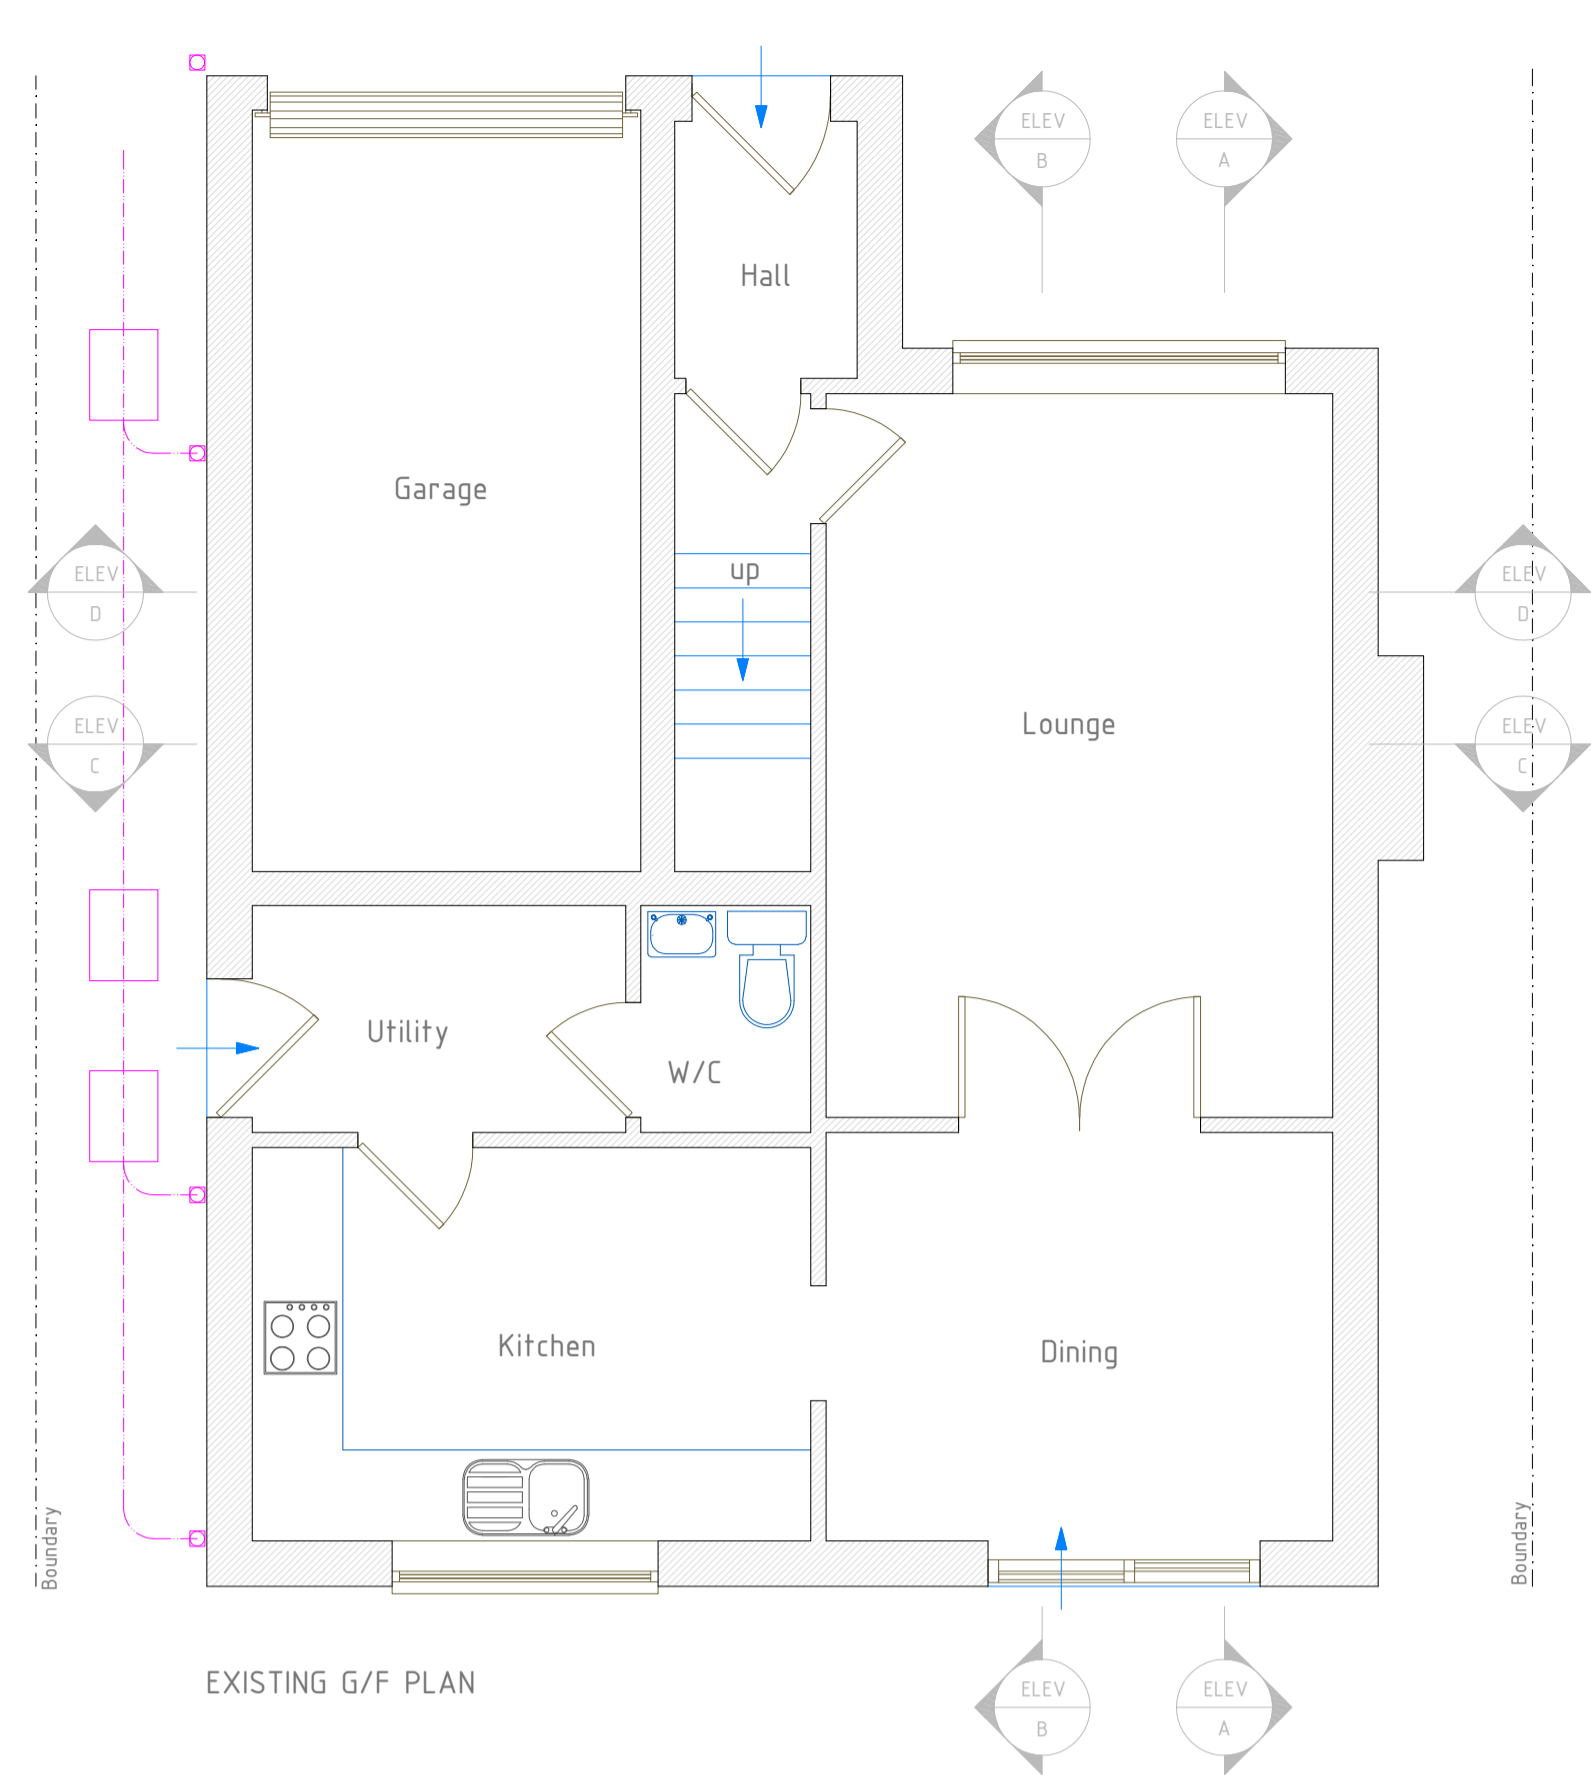 ELEV
B
ELEV
A
Hall
Garage
up
ELEV
D
ELEV
D
Lounge
ELEV
C
ELEV
C
Utility
W/C
Kitchen
Dining
Boundary
Boundary
EXISTING G/F PLAN
ELEV
B
ELEV
A